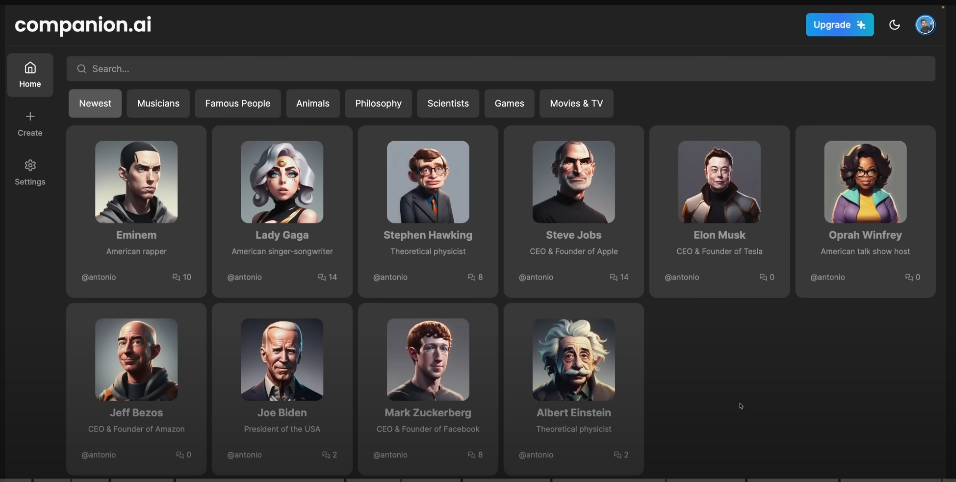 companion.ai
Upgrade
Home
Create
Settings
Search...
Newest Musicians Famous People Animals Philosophy Scientists Games Movies & TV
Eminem
American rapper
@antonio 10
Lady Gaga
American singer-songwriter
@antonio 14
Stephen Hawking
Theoretical physicist
@antonio 8
Steve Jobs
CEO & Founder of Apple
@antonio 14
Elon Musk
CEO & Founder of Tesla
@antonio 0
Oprah Winfrey
American talk show host
@antonio 0
Jeff Bezos
CEO & Founder of Amazon
@antonio 0
Joe Biden
President of the USA
@antonio 2
Mark Zuckerberg
CEO & Founder of Facebook
@antonio 8
Albert Einstein
Theoretical physicist
@antonio 2